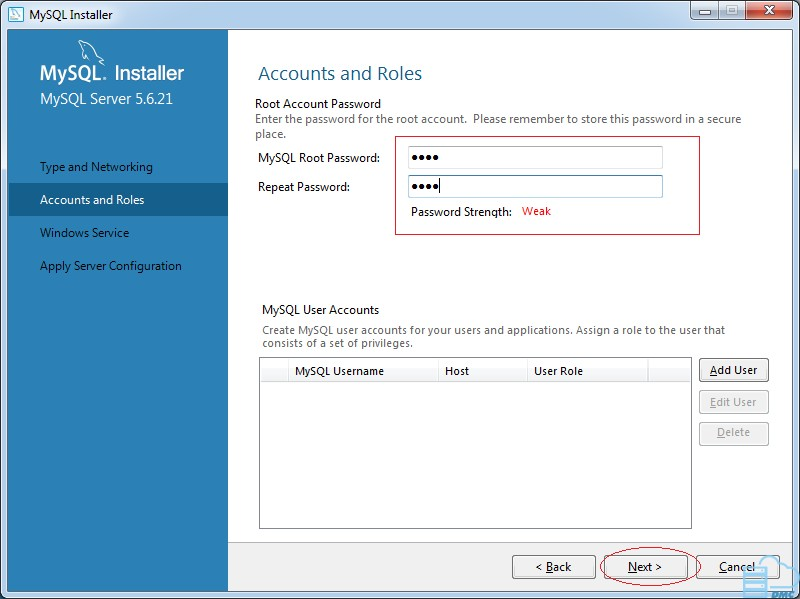 MySQL Installer
MySQL. Installer
MySQL Server 5.6.21
Type and Networking
Accounts and Roles
Windows Service
Apply Server Configuration
Accounts and Roles
Root Account Password
Enter the password for the root account. Please remember to store this password in a secure
place.
MySQL Root Password: ●●●●
Repeat Password: ●●●●
Password Strength: Weak
MySQL User Accounts
Create MySQL user accounts for your users and applications. Assign a role to the user that
consists of a set of privileges.
MySQL Username Host User Role
Add User
Edit User
Delete
< Back Next > Cancel
DMC